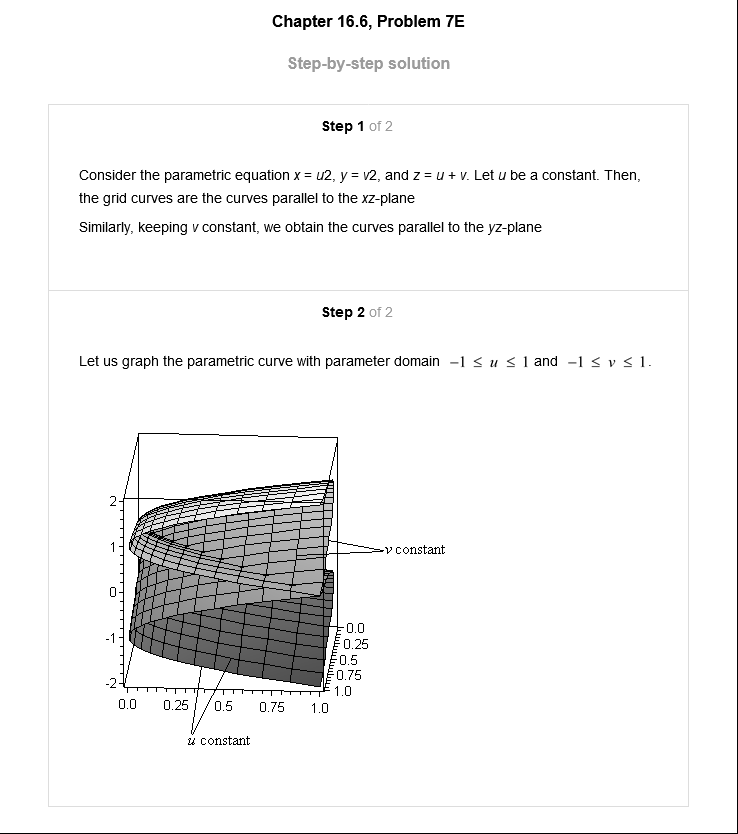 Chapter 16.6, Problem 7E
Step-by-step solution
Step 1 of 2
Consider the parametric equation x = u2, y = v2, and z = u + v. Let u be a constant. Then,
the grid curves are the curves parallel to the xz-plane
Similarly, keeping v constant, we obtain the curves parallel to the yz-plane
Step 2 of 2
Let us graph the parametric curve with parameter domain −1 ≤ u ≤ 1 and −1 ≤ v ≤ 1.
2
1
v constant
0
0.0
-1
0.25
0.5
0.75
-2
1.0
0.0 0.25 0.5 0.75 1.0
u constant